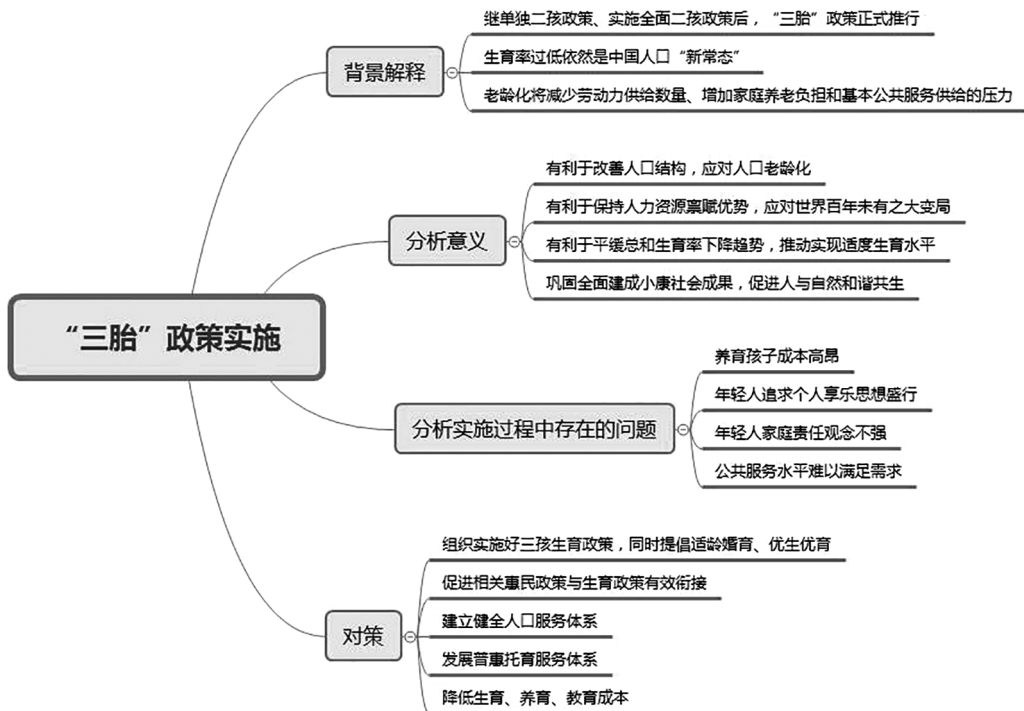 “三胎”政策实施
背景解释
继单独二孩政策、实施全面二孩政策后，“三胎”政策正式推行
生育率过低依然是中国人口“新常态”
老龄化将减少劳动力供给数量、增加家庭养老负担和基本公共服务供给的压力
分析意义
有利于改善人口结构，应对人口老龄化
有利于保持人力资源禀赋优势，应对世界百年未有之大变局
有利于平缓总和生育率下降趋势，推动实现适度生育水平
巩固全面建成小康社会成果，促进人与自然和谐共生
分析实施过程中存在的问题
养育孩子成本高昂
年轻人追求个人享乐思想盛行
年轻人家庭责任观念不强
公共服务水平难以满足需求
对策
组织实施好三孩生育政策，同时提倡适龄婚育、优生优育
促进相关惠民政策与生育政策有效衔接
建立健全人口服务体系
发展普惠托育服务体系
降低生育、养育、教育成本